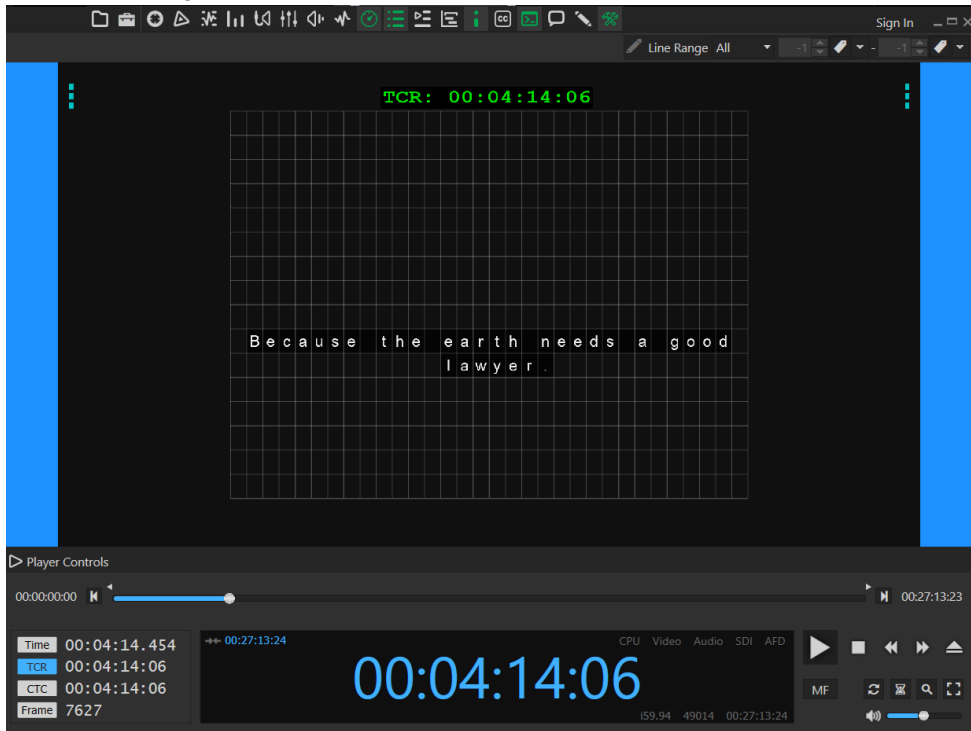 CC
Sign In
Line Range All -1 - -1
TCR: 00:04:14:06
Because the earth needs a good
lawyer.
Player Controls
00:00:00:00 00:27:13:23
Time 00:04:14.454
TCR 00:04:14:06
CTC 00:04:14:06
Frame 7627
00:27:13:24
CPU Video Audio SDI AFD
00:04:14:06
I59.94 49014 00:27:13:24
MF